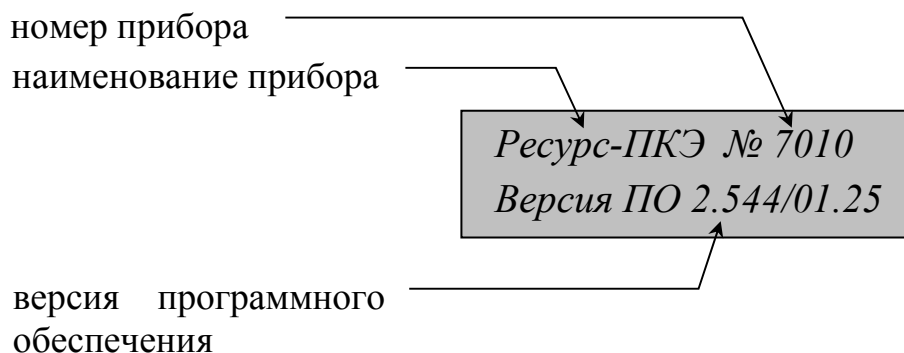 номер прибора
наименование прибора
Ресурс-ПКЭ № 7010
Версия ПО 2.544/01.25
версия программного
обеспечения